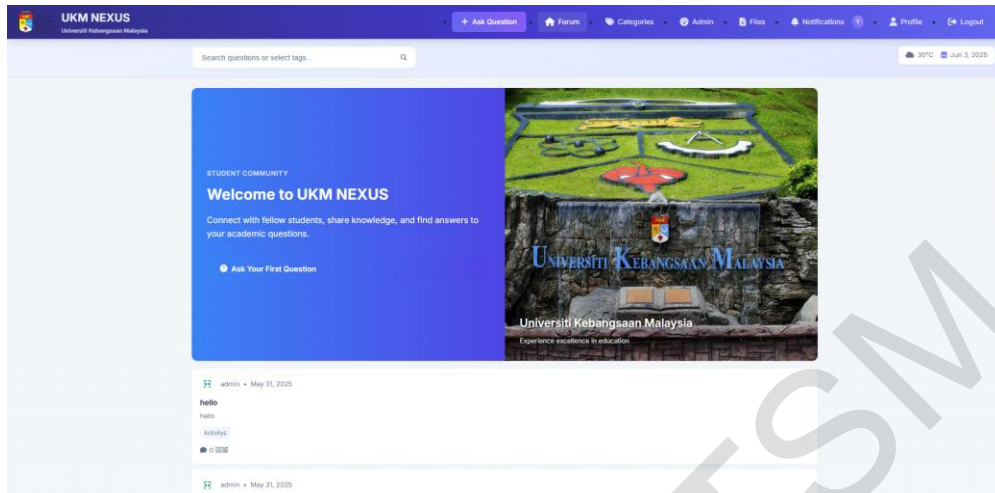 UKM NEXUS
Universiti Kebangsaan Malaysia
+ Ask Question
Forum
Categories
Admin
Files
Notifications 1
Profile
Logout
Search questions or select tags...
30°C Jun 3, 2025
STUDENT COMMUNITY
Welcome to UKM NEXUS
Connect with fellow students, share knowledge, and find answers to
your academic questions.
Ask Your First Question
UNIVERSITI KEBANGSAAN MALAYSIA
Universiti Kebangsaan Malaysia
Experience excellence in education
admin • May 31, 2025
hello
hello
Activitys
0
admin • May 31, 2025
TSM